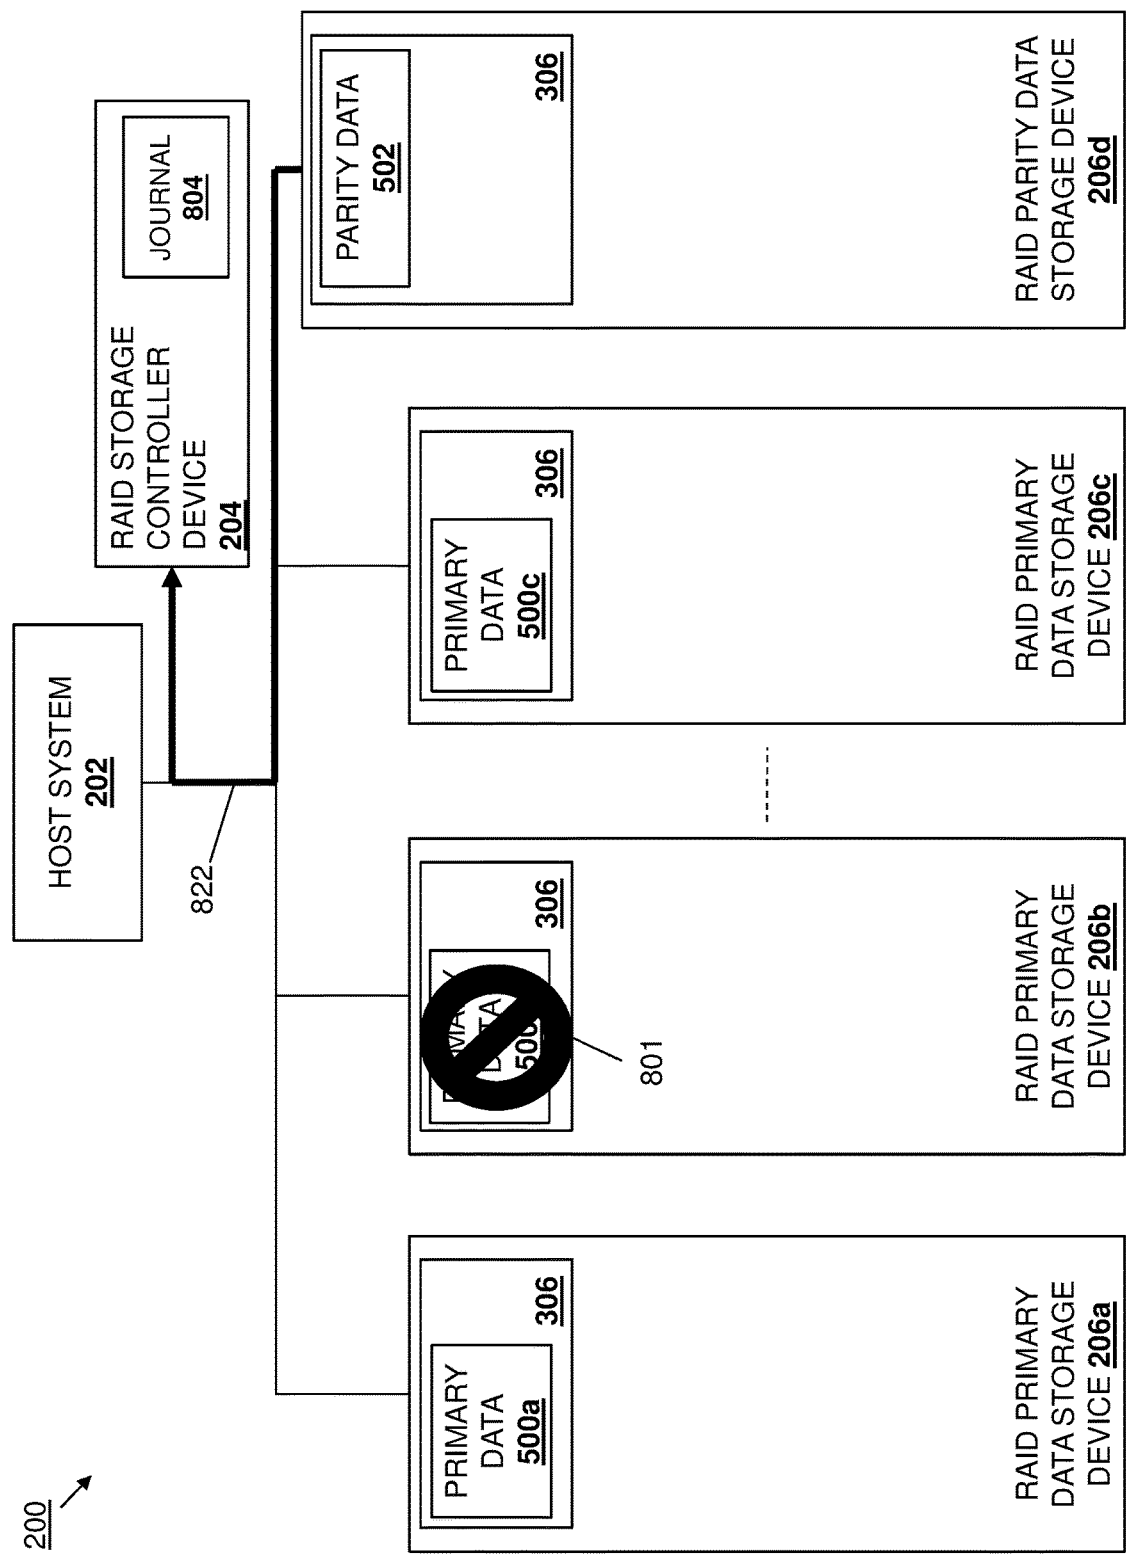 200
HOST SYSTEM
202
RAID STORAGE
CONTROLLER
DEVICE
204
JOURNAL
804
822
PRIMARY
DATA
500a
306
RAID PRIMARY
DATA STORAGE
DEVICE 206a
306
801
RAID PRIMARY
DATA STORAGE
DEVICE 206b
PRIMARY
DATA
500c
306
RAID PRIMARY
DATA STORAGE
DEVICE 206c
PARITY DATA
502
306
RAID PARITY DATA
STORAGE DEVICE
206d